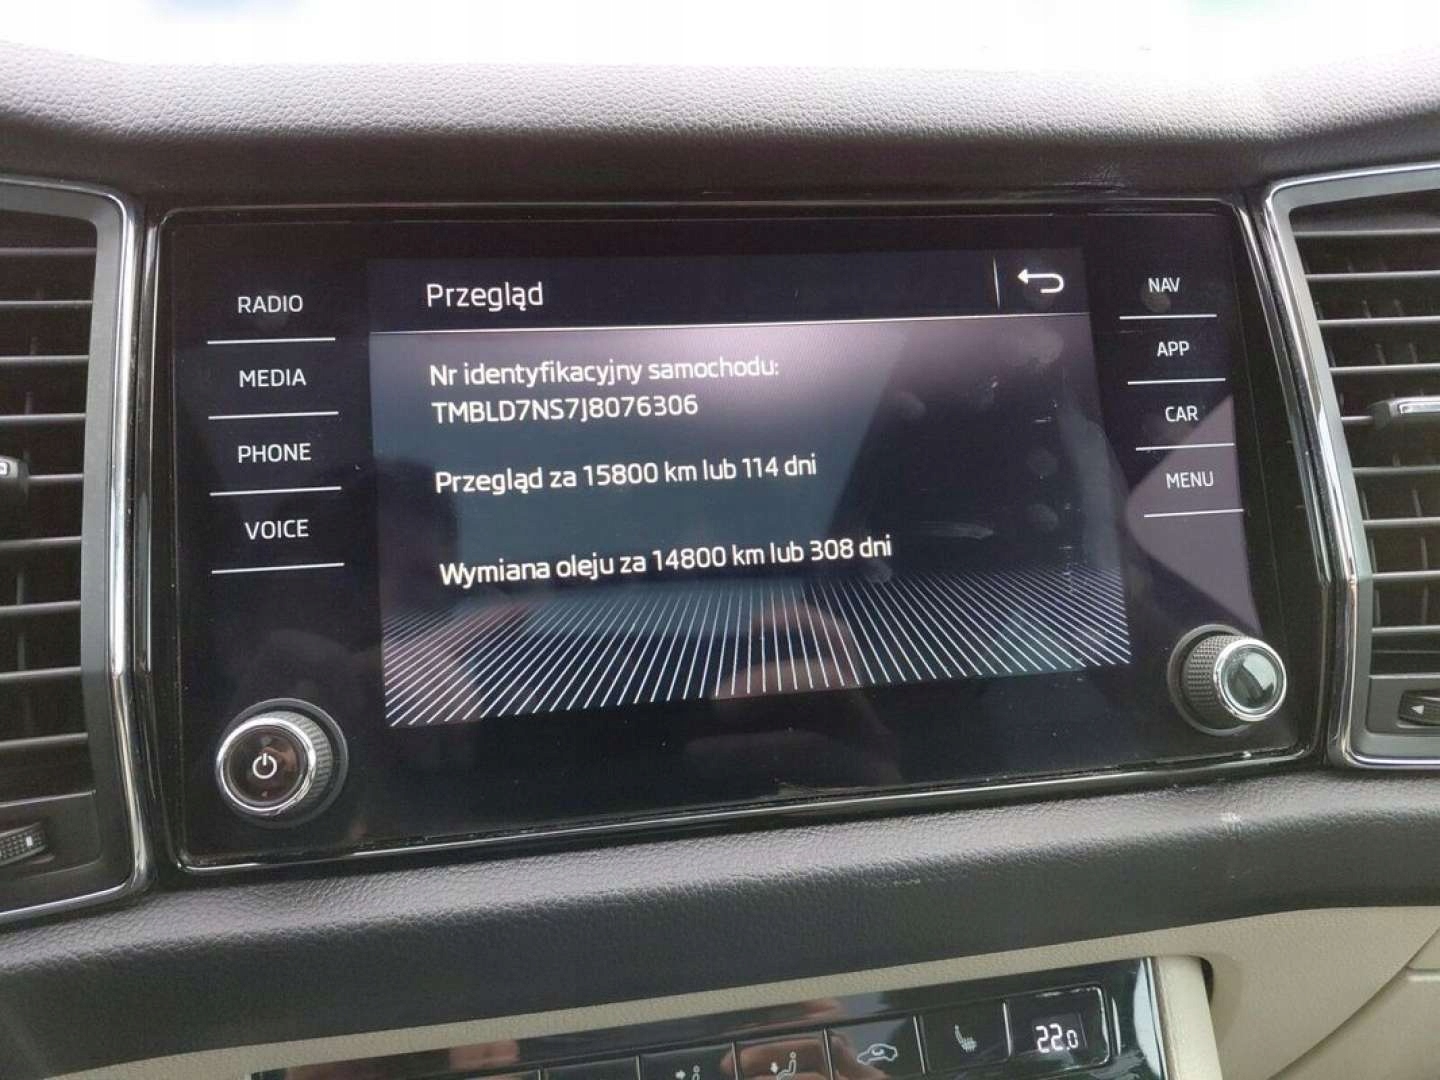 Przegląd
Nr identyfikacyjny samochodu:
TMBLD7NS7J8076306
Przegląd za 15800 km lub 114 dni
Wymiana oleju za 14800 km lub 308 dni
RADIO
MEDIA
PHONE
VOICE
NAV
APP
CAR
MENU
22.0